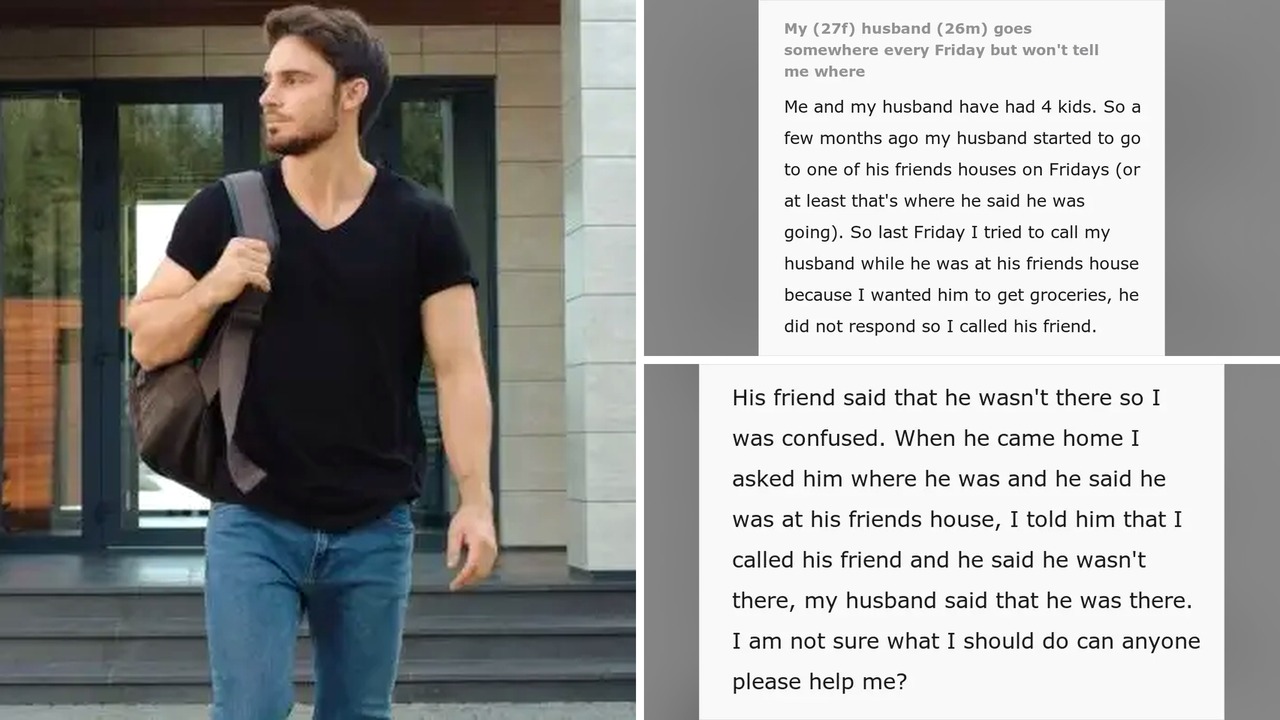 My (27f) husband (26m) goes
somewhere every Friday but won't tell
me where
Me and my husband have had 4 kids. So a
few months ago my husband started to go
to one of his friends houses on Fridays (or
at least that's where he said he was
going). So last Friday I tried to call my
husband while he was at his friends house
because I wanted him to get groceries, he
did not respond so I called his friend.
His friend said that he wasn't there so I
was confused. When he came home I
asked him where he was and he said he
was at his friends house, I told him that I
called his friend and he said he wasn't
there, my husband said that he was there.
I am not sure what I should do can anyone
please help me?